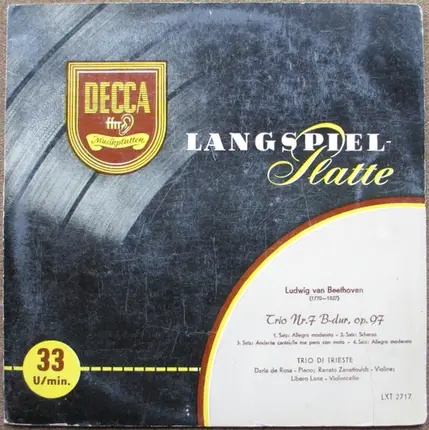 DECCA
ffrr
Musikplatten
LANGSPIEL-
Platte
Ludwig van Beethoven
(1770—1827)
Trio Nr.7 B-dur, op. 97
1. Satz: Allegro moderato - 2. Satz: Scherzo
3. Satz: Andante cantabile ma pero con moto - 4. Satz: Allegro moderato
TRIO DI TRIESTE
Dario de Rosa - Piano; Renato Zanettovich - Violine;
Libero Lana - Violoncello
33
U/min.
LXT 2717